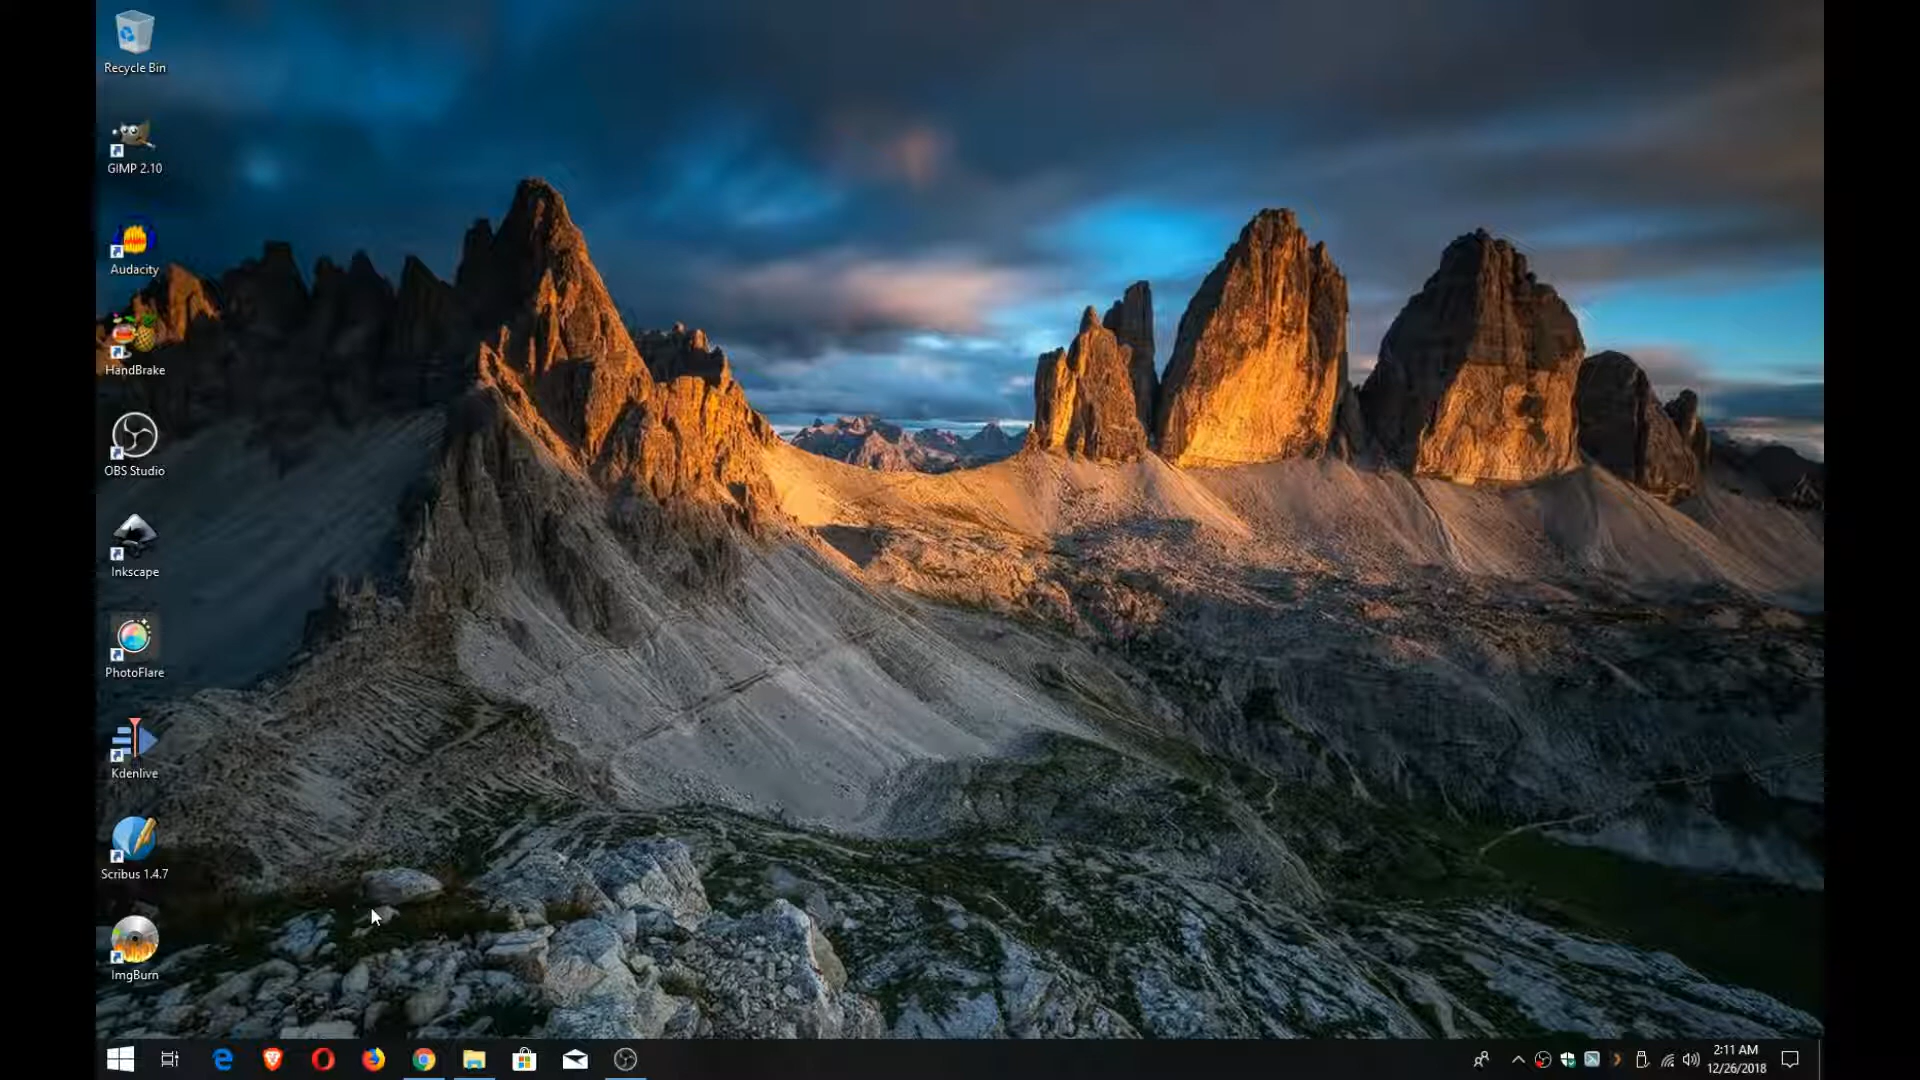 Recycle Bin
GIMP 2.10
Audacity
HandBrake
OBS Studio
Inkscape
PhotoFlare
Kdenlive
Scribus 1.4.7
ImgBurn
2:11 AM
12/26/2018